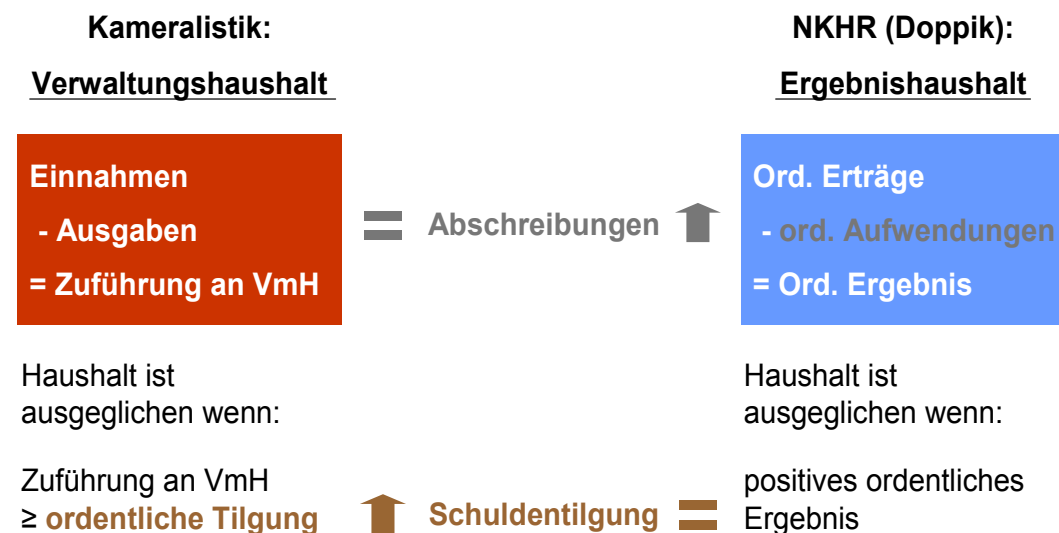 Kameralistik:
Verwaltungshaushalt
Einnahmen
- Ausgaben
= Zuführung an VmH
Haushalt ist
ausgeglichen wenn:
Zuführung an VmH
≥ ordentliche Tilgung
= Abschreibungen
Schuldentilgung =
NKHR (Doppik):
Ergebnishaushalt
Ord. Erträge
- ord. Aufwendungen
= Ord. Ergebnis
Haushalt ist
ausgeglichen wenn:
positives ordentliches
Ergebnis